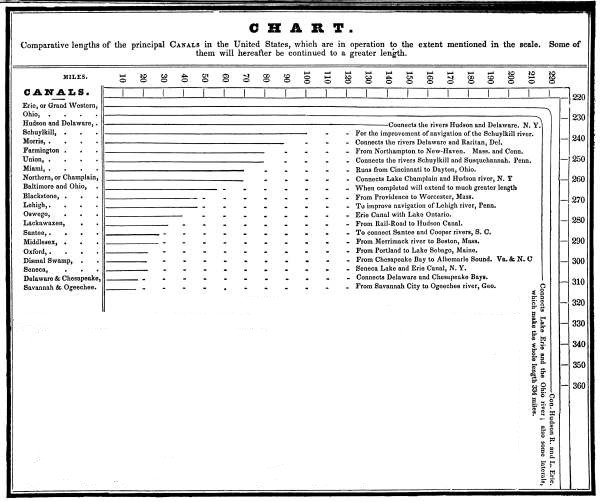 CHART.
Comparative lengths of the principal CANALS in the United States, which are in operation to the extent mentioned in the scale. Some of
them will hereafter be continued to a greater length.
MILES. 10 20 30 40 50 60 70 80 90 100 110 120 130 140 150 160 170 180 190 200 210 220
CANALS. 220
Erie, or Grand Western,
Ohio, . . . . 230
Hudson and Delaware, . Connects the rivers Hudson and Delaware. N. Y.
Schuylkill, . . . For the improvement of navigation of the Schuylkill river. 240
Morris, . . . . Connects the rivers Delaware and Raritan, Del.
Farmington . . . From Northampton to New-Haven. Mass. and Conn.
Union, . . . . Connects the rivers Schuylkill and Susquehannah. Penn. 250
Miami, . . . . Runs from Cincinnati to Dayton, Ohio.
Northern, or Champlain, Connects Lake Champlain and Hudson river, N. Y 260
Baltimore and Ohio, . When completed will extend to much greater length
Blackstone, . . . From Providence to Worcester, Mass.
Lehigh, . . . . To improve navigation of Lehigh river, Penn. 270
Oswego, . . . Erie Canal with Lake Ontario.
Lackawaxen, . . From Rail-Road to Hudson Canal. 280
Santee, . . . . To connect Santee and Cooper rivers, S. C.
Middlesex, . . . From Merrimack river to Boston, Mass. 290
Oxford, . . . . From Portland to Lake Sebago, Maine.
Dismal Swamp, . . From Chesapeake Bay to Albemarle Sound. Va. & N. C 300
Seneca, . . . Seneca Lake and Erie Canal, N. Y.
Delaware & Chesapeake, Connects Delaware and Chesapeake Bays. 310
Savannah & Ogeechee. From Savannah City to Ogeechee river, Geo.
320
330
340
350
360
Connects Lake Erie and the Ohio river; also some laterals,
which make the whole length 334 miles.
Con. Hudson R. and L. Erie.